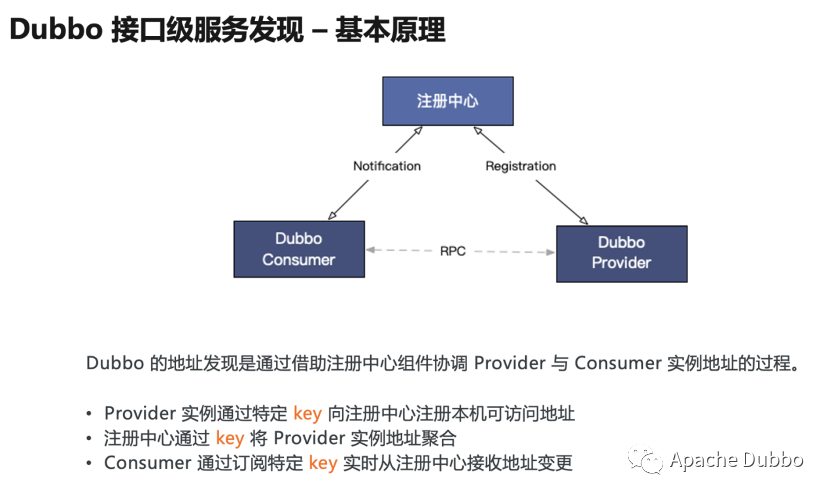 Dubbo 接口级服务发现 – 基本原理
注册中心
Notification
Registration
Dubbo
Consumer
RPC
Dubbo
Provider
Dubbo 的地址发现是通过借助注册中心组件协调 Provider 与 Consumer 实例地址的过程。
• Provider 实例通过特定 key 向注册中心注册本机可访问地址
• 注册中心通过 key 将 Provider 实例地址聚合
• Consumer 通过订阅特定 key 实时从注册中心接收地址变更
Apache Dubbo